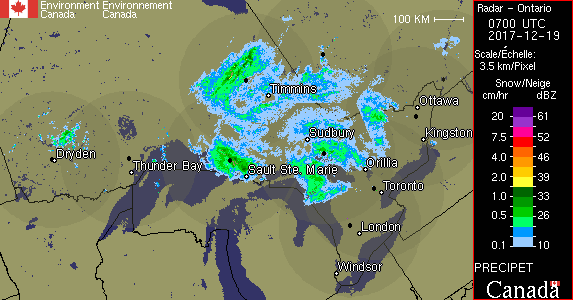 Environment Environnement
Canada Canada
100 KM
Timmins
Ottawa
Sudbury
Kingston
Dryden
Thunder Bay
Sault Ste. Marie
Orillia
Toronto
London
Windsor
Radar - Ontario
0700 UTC
2017-12-19
Scale/Échelle:
3.5 km/Pixel
Snow/Neige
cm/hr dBZ
20 61
7.5 52
4.0 46
2.0 39
1.0 33
0.5 26
0.1 10
PRECIPET
Canada